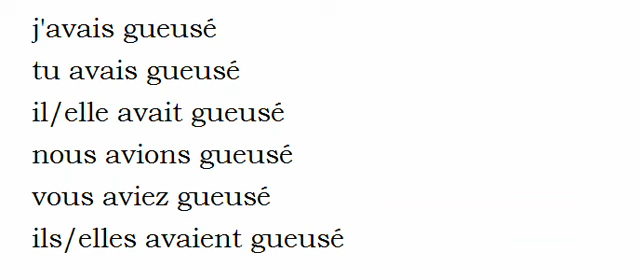 j'avais gueusé
tu avais gueusé
il/elle avait gueusé
nous avions gueusé
vous aviez gueusé
ils/elles avaient gueusé